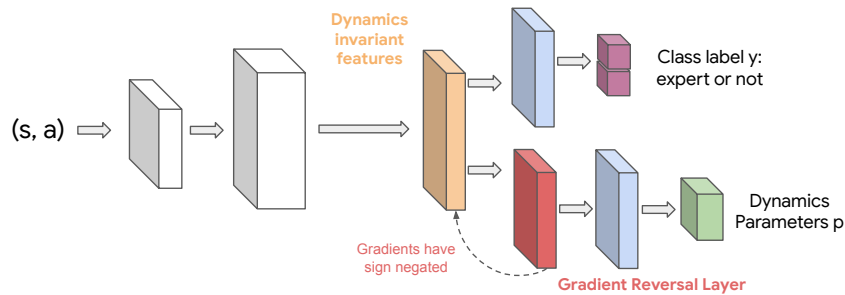 Dynamics
invariant
features
Class label y:
expert or not
(s, a)
Dynamics
Parameters p
Gradients have
sign negated
Gradient Reversal Layer